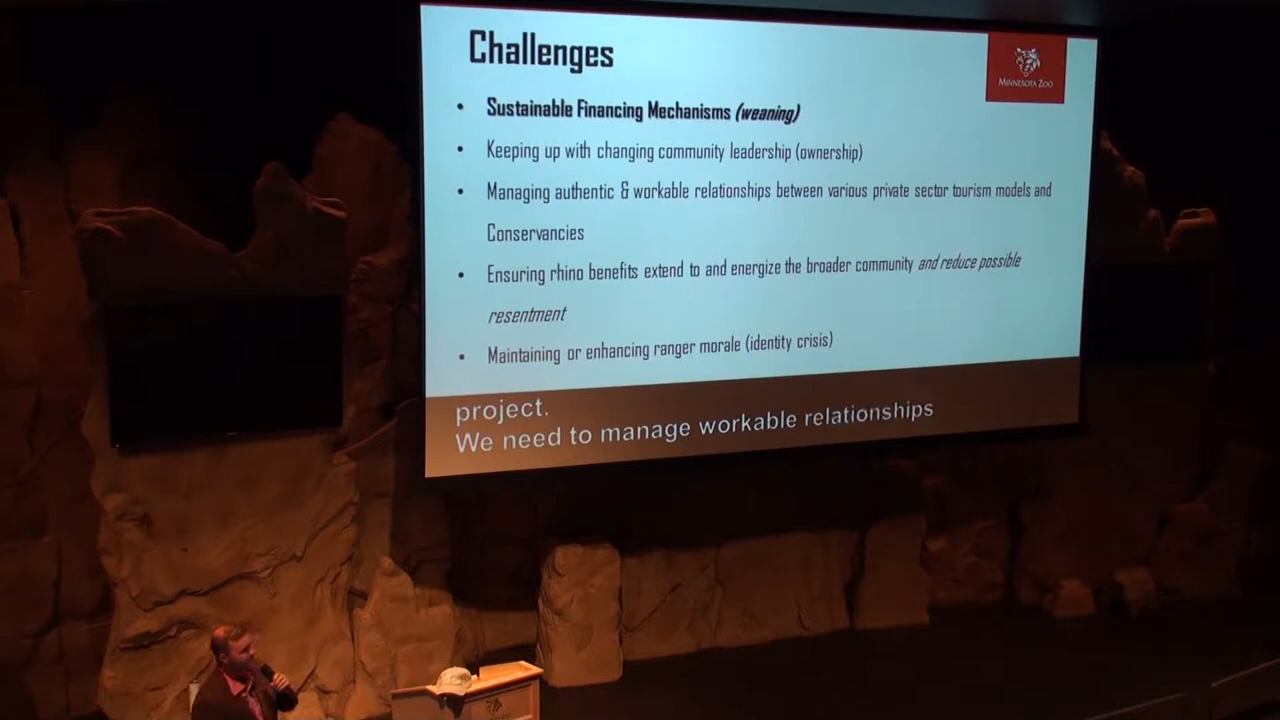 Challenges
MINNESOTA ZOO
• Sustainable Financing Mechanisms (weaning)
• Keeping up with changing community leadership (ownership)
• Managing authentic & workable relationships between various private sector tourism models and
Conservancies
• Ensuring rhino benefits extend to and energize the broader community and reduce possible
resentment
• Maintaining or enhancing ranger morale (identity crisis)
project.
We need to manage workable relationships